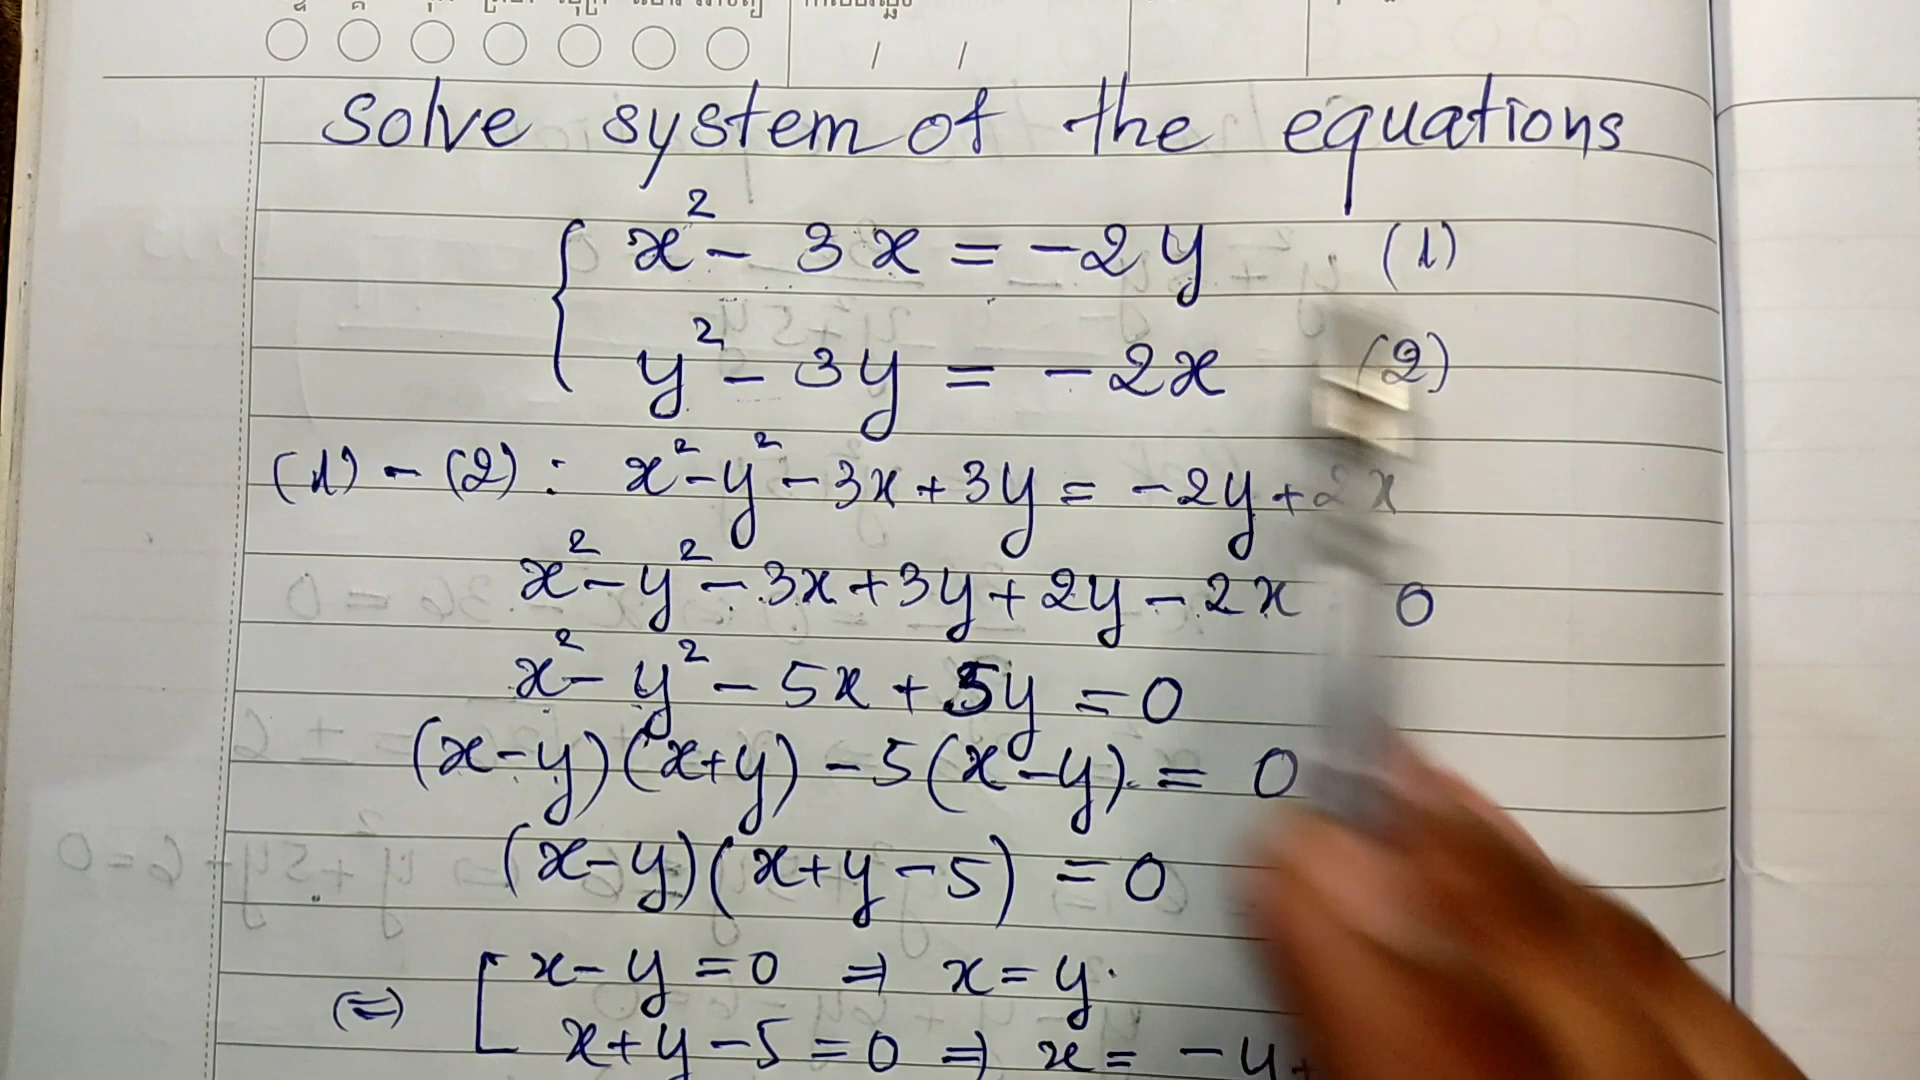 Solve system of the equations
x² - 3x = -2y (1)
y² - 3y = -2x (2)
(1) - (2) : x² - y² - 3x + 3y = -2y + 2x
x² - y² - 3x + 3y + 2y - 2x 0
x² - y² - 5x + 5y = 0
(x-y)(x+y) - 5(x-y) = 0
(x-y)(x+y-5) = 0
(=) [ x - y = 0 ⇒ x = y.
x + y - 5 = 0 ⇒ x = -y +